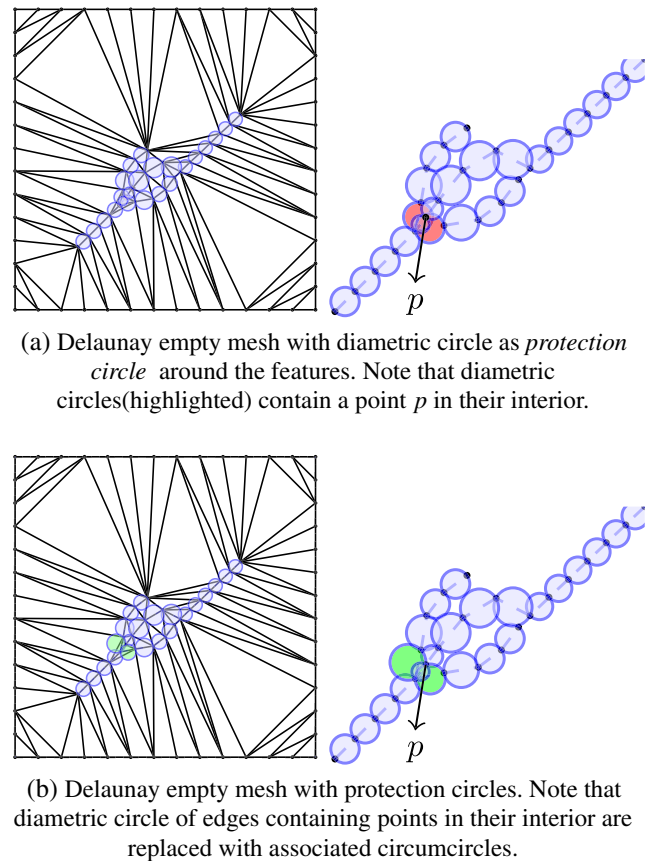 p
(a) Delaunay empty mesh with diametric circle as protection
circle around the features. Note that diametric
circles(highlighted) contain a point p in their interior.
p
(b) Delaunay empty mesh with protection circles. Note that
diametric circle of edges containing points in their interior are
replaced with associated circumcircles.